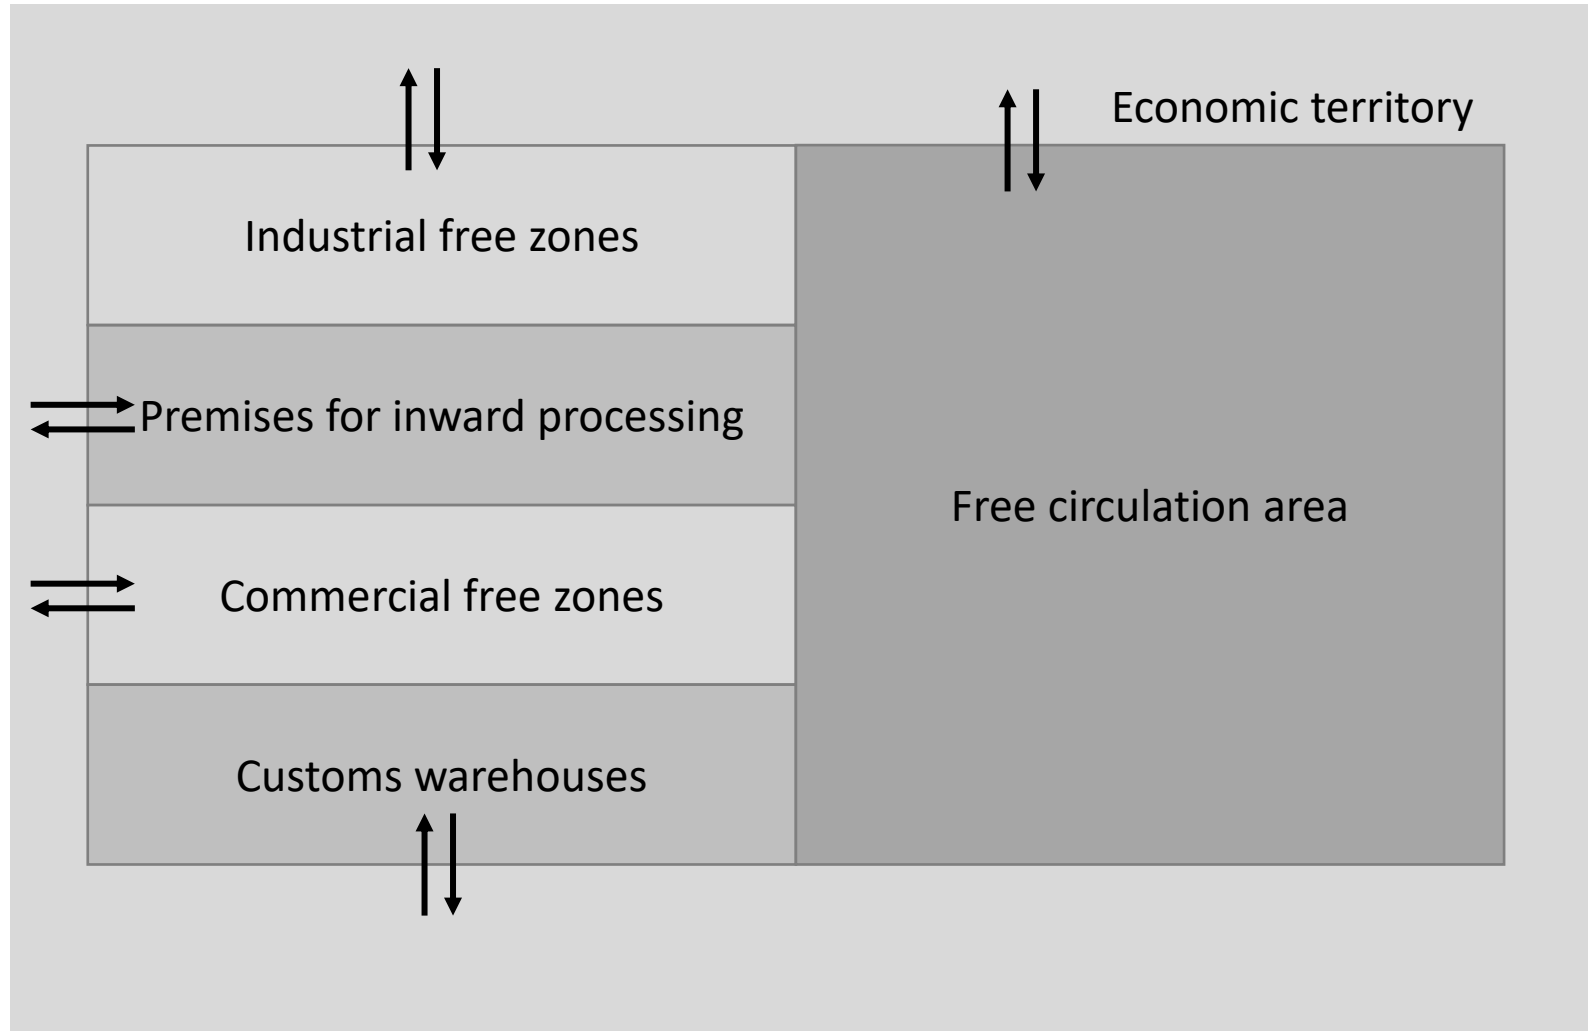 Economic territory
Industrial free zones
Premises for inward processing
Free circulation area
Commercial free zones
Customs warehouses